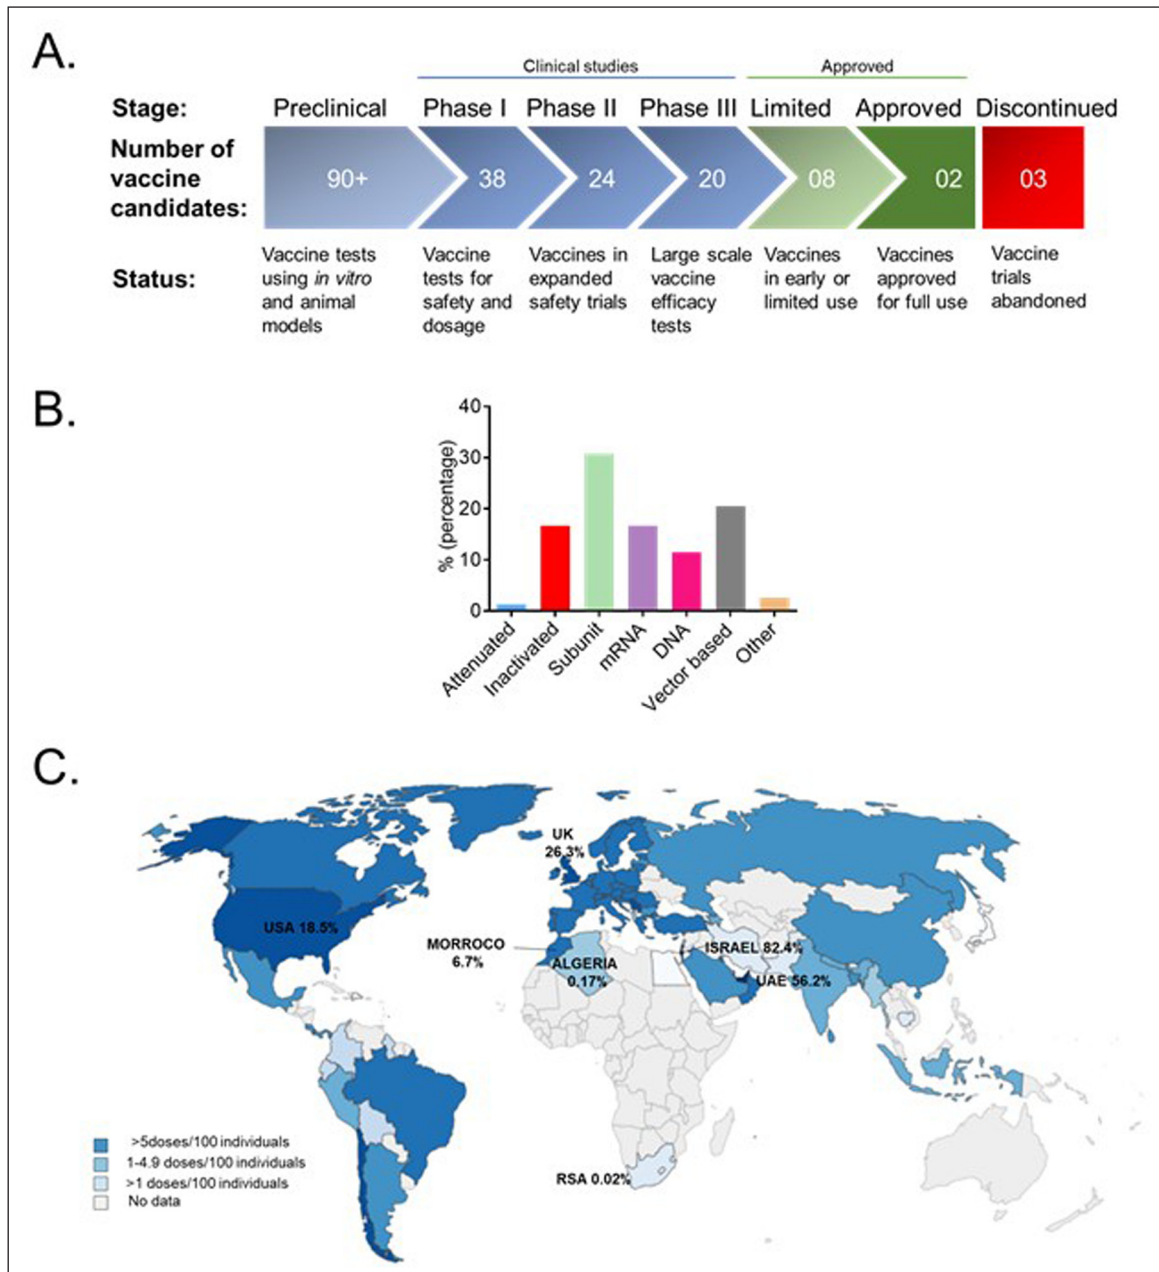 A.
Clinical studies
Approved
Stage:
Preclinical
Phase I
Phase II
Phase III
Limited
Approved
Discontinued
Number of
vaccine
candidates:
90+
38
24
20
08
02
03
Status:
Vaccine tests
using in vitro
and animal
models
Vaccine
tests for
safety and
dosage
Vaccines in
expanded
safety trials
Large scale
vaccine
efficacy
tests
Vaccines
in early or
limited use
Vaccines
approved
for full use
Vaccine
trials
abandoned
B.
% (percentage)
40
30
20
10
0
Attenuated
Inactivated
Subunit
mRNA
DNA
Vector based
Other
C.
UK
26.3%
USA 18.5%
MORROCO
6.7%
ALGERIA
0.17%
ISRAEL 82.4%
UAE 56.2%
RSA 0.02%
>5doses/100 individuals
1-4.9 doses/100 individuals
>1 doses/100 individuals
No data